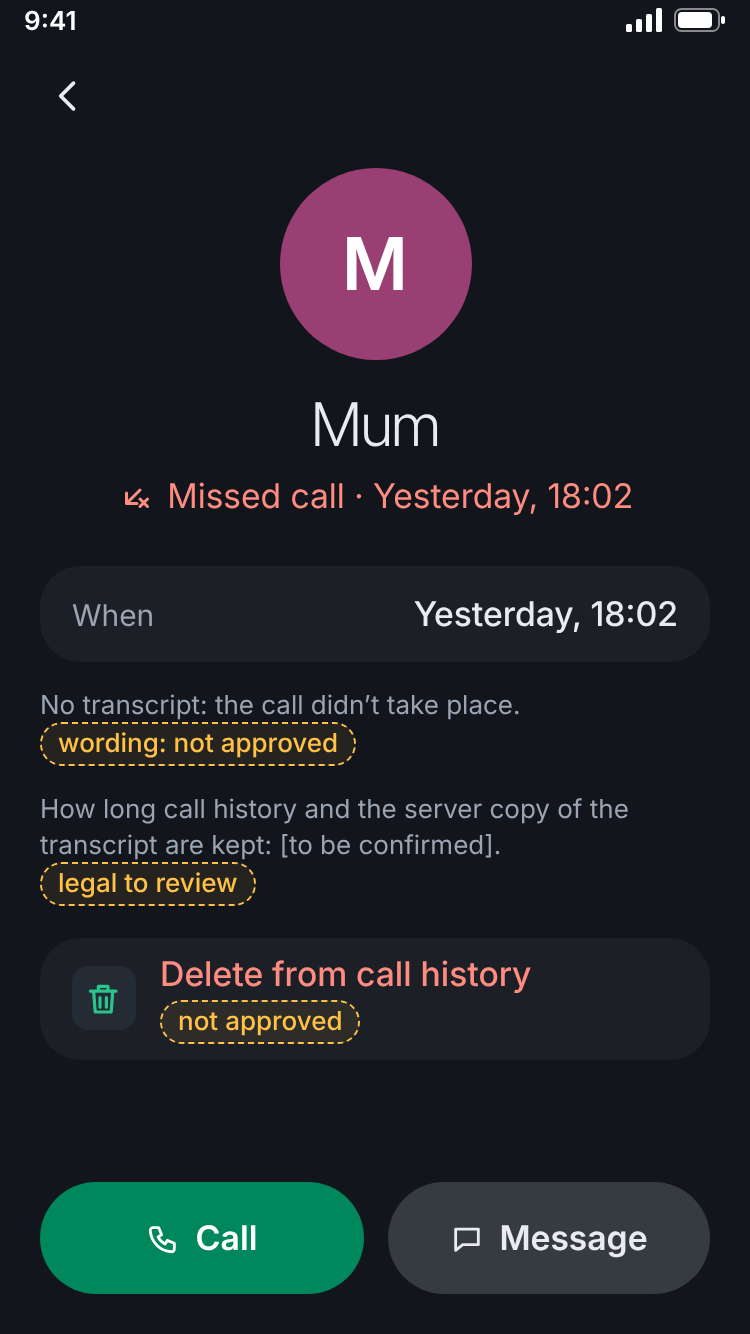 9:41
M
Mum
Missed call · Yesterday, 18:02
When Yesterday, 18:02
No transcript: the call didn’t take place.
wording: not approved
How long call history and the server copy of the
transcript are kept: [to be confirmed].
legal to review
Delete from call history
not approved
Call Message